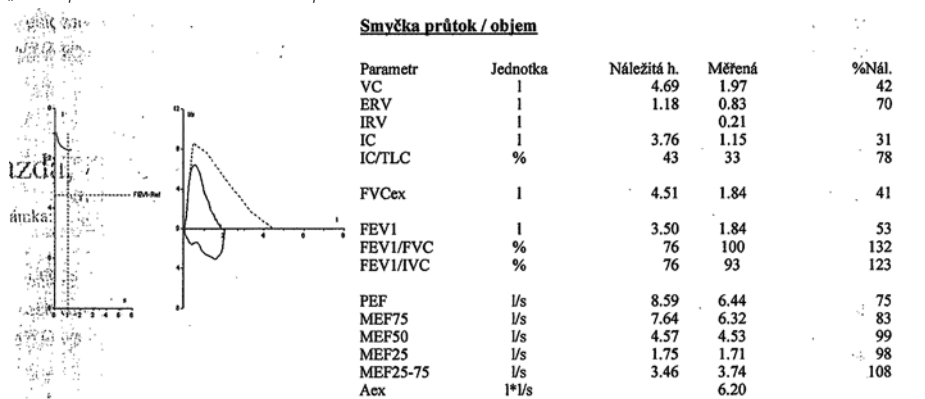 Smyčka průtok / objem
Parametr Jednotka Náležitá h. Měřená %Nál.
VC l 4.69 1.97 42
ERV l 1.18 0.83 70
IRV l 0.21
IC l 3.76 1.15 31
IC/TLC % 43 33 78
FVCex l 4.51 1.84 41
FEV1 l 3.50 1.84 53
FEV1/FVC % 76 100 132
FEV1/IVC % 76 93 123
PEF l/s 8.59 6.44 75
MEF75 l/s 7.64 6.32 83
MEF50 l/s 4.57 4.53 99
MEF25 l/s 1.75 1.71 98
MEF25-75 l/s 3.46 3.74 108
Aex l*l/s 6.20